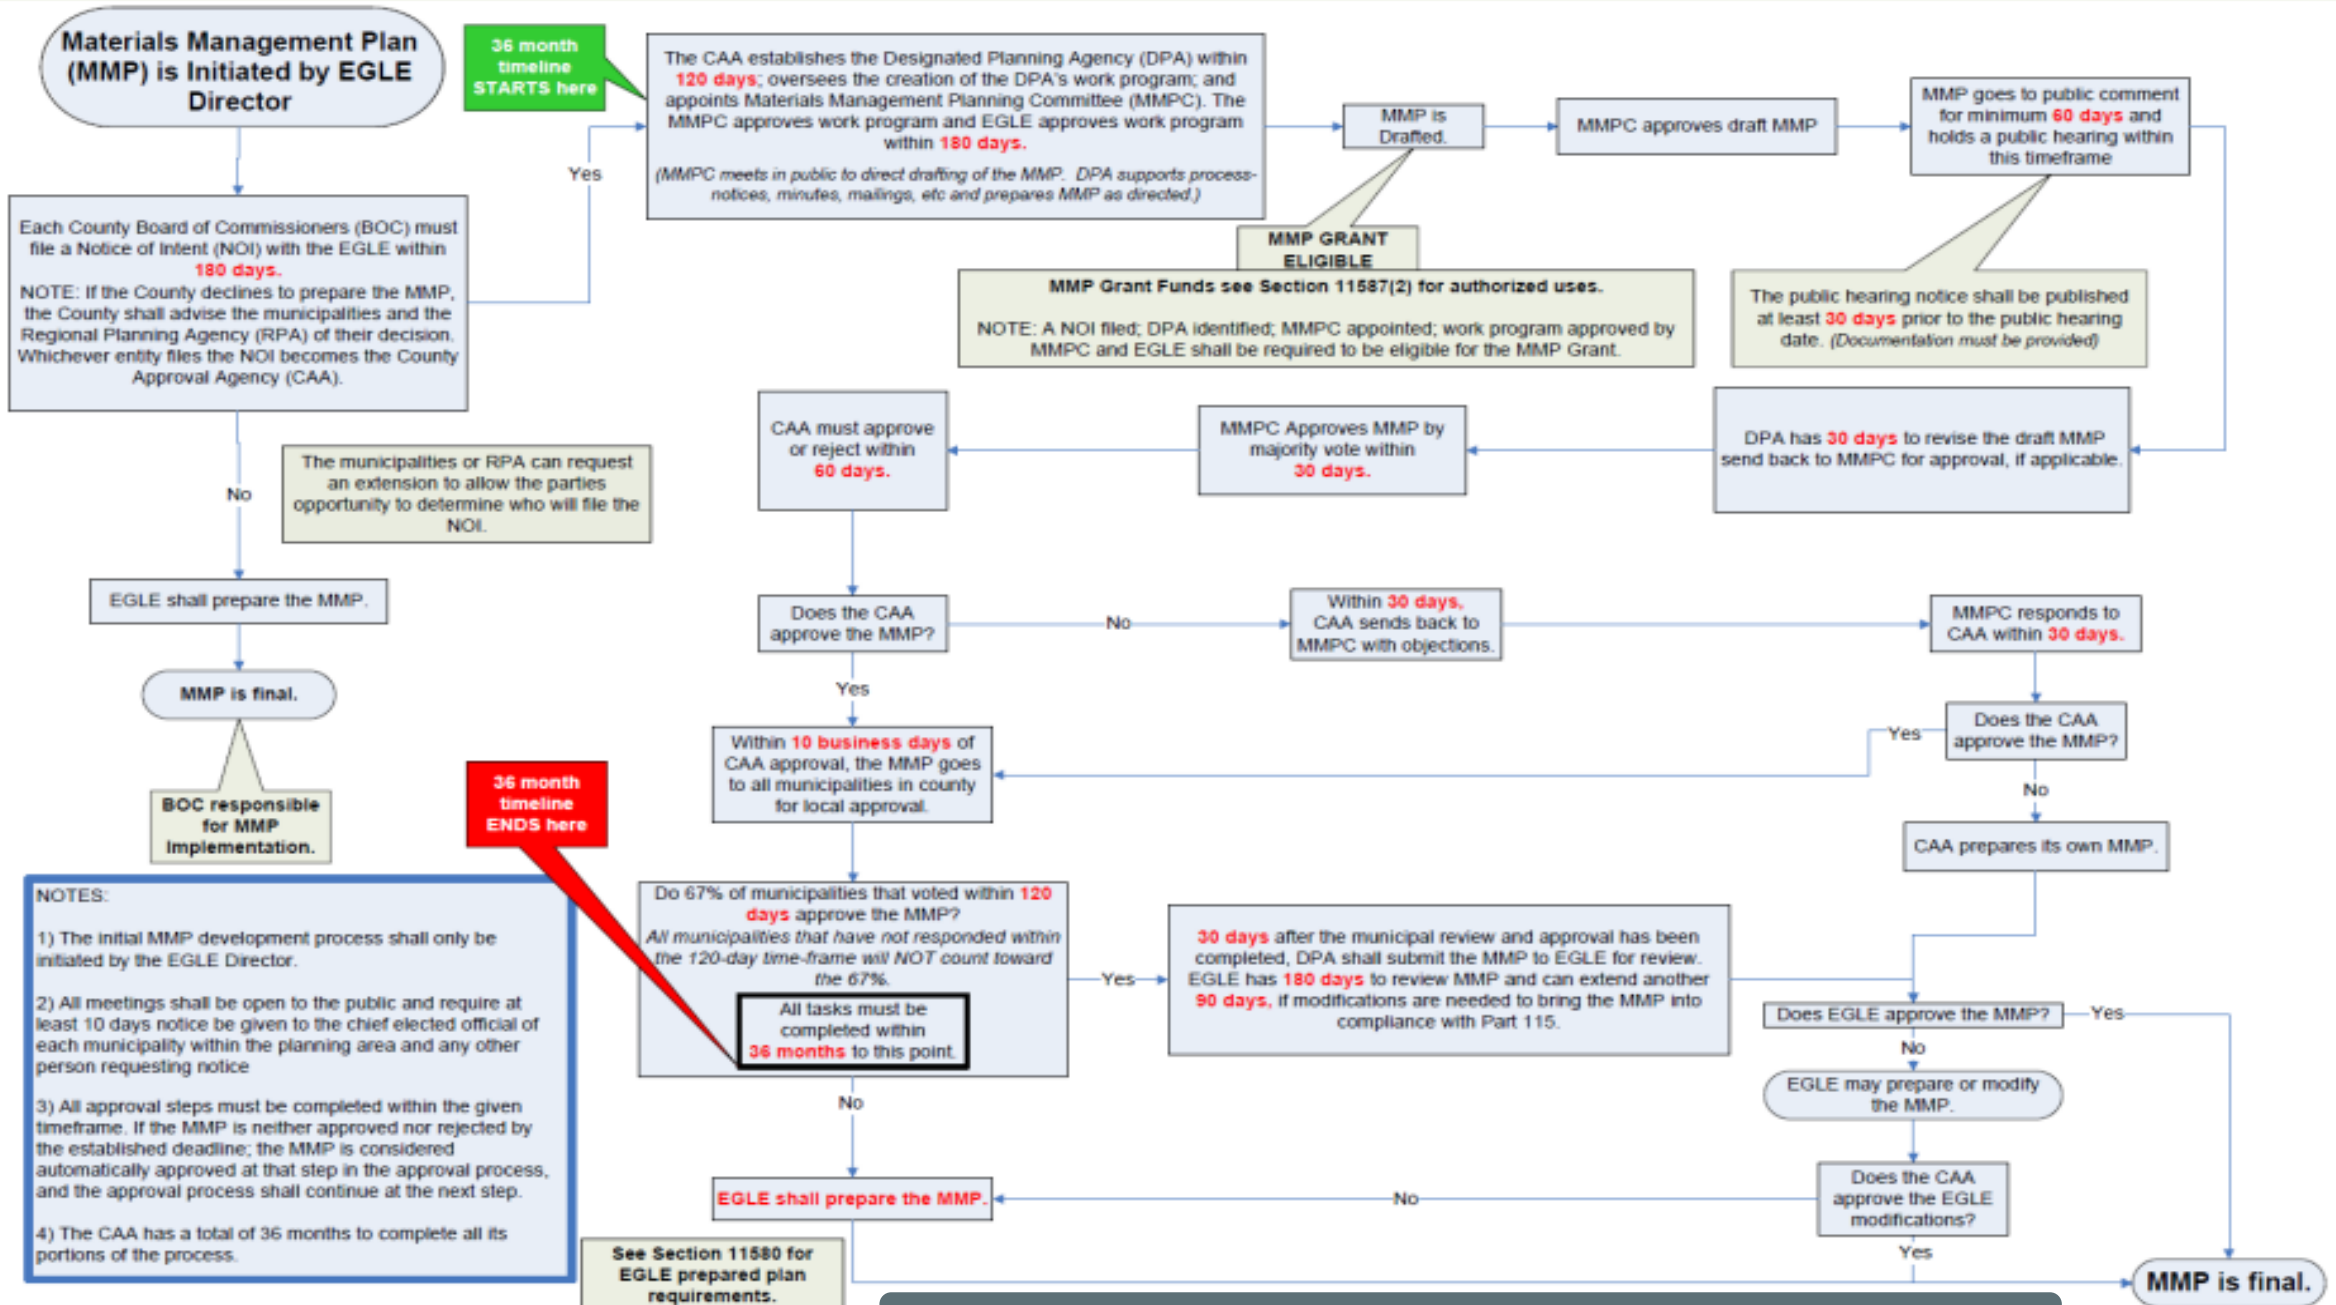 Materials Management Plan
(MMP) is Initiated by EGLE
Director
36 month
timeline
STARTS here
The CAA establishes the Designated Planning Agency (DPA) within
120 days; oversees the creation of the DPA's work program; and
appoints Materials Management Planning Committee (MMPC). The
MMPC approves work program and EGLE approves work program
within 180 days.
(MMPC meets in public to direct drafting of the MMP. DPA supports process-
notices, minutes, mailings, etc and prepares MMP as directed.)
MMP is
Drafted.
MMPC approves draft MMP
MMP goes to public comment
for minimum 60 days and
holds a public hearing within
this timeframe
Yes
Each County Board of Commissioners (BOC) must
file a Notice of Intent (NOI) with the EGLE within
180 days.
NOTE: If the County declines to prepare the MMP,
the County shall advise the municipalities and the
Regional Planning Agency (RPA) of their decision.
Whichever entity files the NOI becomes the County
Approval Agency (CAA).
MMP GRANT
ELIGIBLE
MMP Grant Funds see Section 11587(2) for authorized uses.
NOTE: A NOI filed; DPA identified; MMPC appointed; work program approved by
MMPC and EGLE shall be required to be eligible for the MMP Grant.
The public hearing notice shall be published
at least 30 days prior to the public hearing
date. (Documentation must be provided)
No
The municipalities or RPA can request
an extension to allow the parties
opportunity to determine who will file the
NOI.
CAA must approve
or reject within
60 days.
MMPC Approves MMP by
majority vote within
30 days.
DPA has 30 days to revise the draft MMP
send back to MMPC for approval, if applicable.
EGLE shall prepare the MMP.
MMP is final.
BOC responsible
for MMP
Implementation.
Does the CAA
approve the MMP?
No
Within 30 days,
CAA sends back to
MMPC with objections.
MMPC responds to
CAA within 30 days.
Yes
Does the CAA
approve the MMP?
Yes
No
CAA prepares its own MMP.
Within 10 business days of
CAA approval, the MMP goes
to all municipalities in county
for local approval.
36 month
timeline
ENDS here
Do 67% of municipalities that voted within 120
days approve the MMP?
All municipalities that have not responded within
the 120-day time-frame will NOT count toward
the 67%.
All tasks must be
completed within
36 months to this point.
Yes
30 days after the municipal review and approval has been
completed, DPA shall submit the MMP to EGLE for review.
EGLE has 180 days to review MMP and can extend another
90 days, if modifications are needed to bring the MMP into
compliance with Part 115.
Does EGLE approve the MMP?
Yes
No
EGLE may prepare or modify
the MMP.
No
Does the CAA
approve the EGLE
modifications?
No
EGLE shall prepare the MMP.
Yes
MMP is final.
See Section 11580 for
EGLE prepared plan
requirements.
NOTES:
1) The initial MMP development process shall only be
initiated by the EGLE Director.
2) All meetings shall be open to the public and require at
least 10 days notice be given to the chief elected official of
each municipality within the planning area and any other
person requesting notice
3) All approval steps must be completed within the given
timeframe. If the MMP is neither approved nor rejected by
the established deadline; the MMP is considered
automatically approved at that step in the approval process,
and the approval process shall continue at the next step.
4) The CAA has a total of 36 months to complete all its
portions of the process.